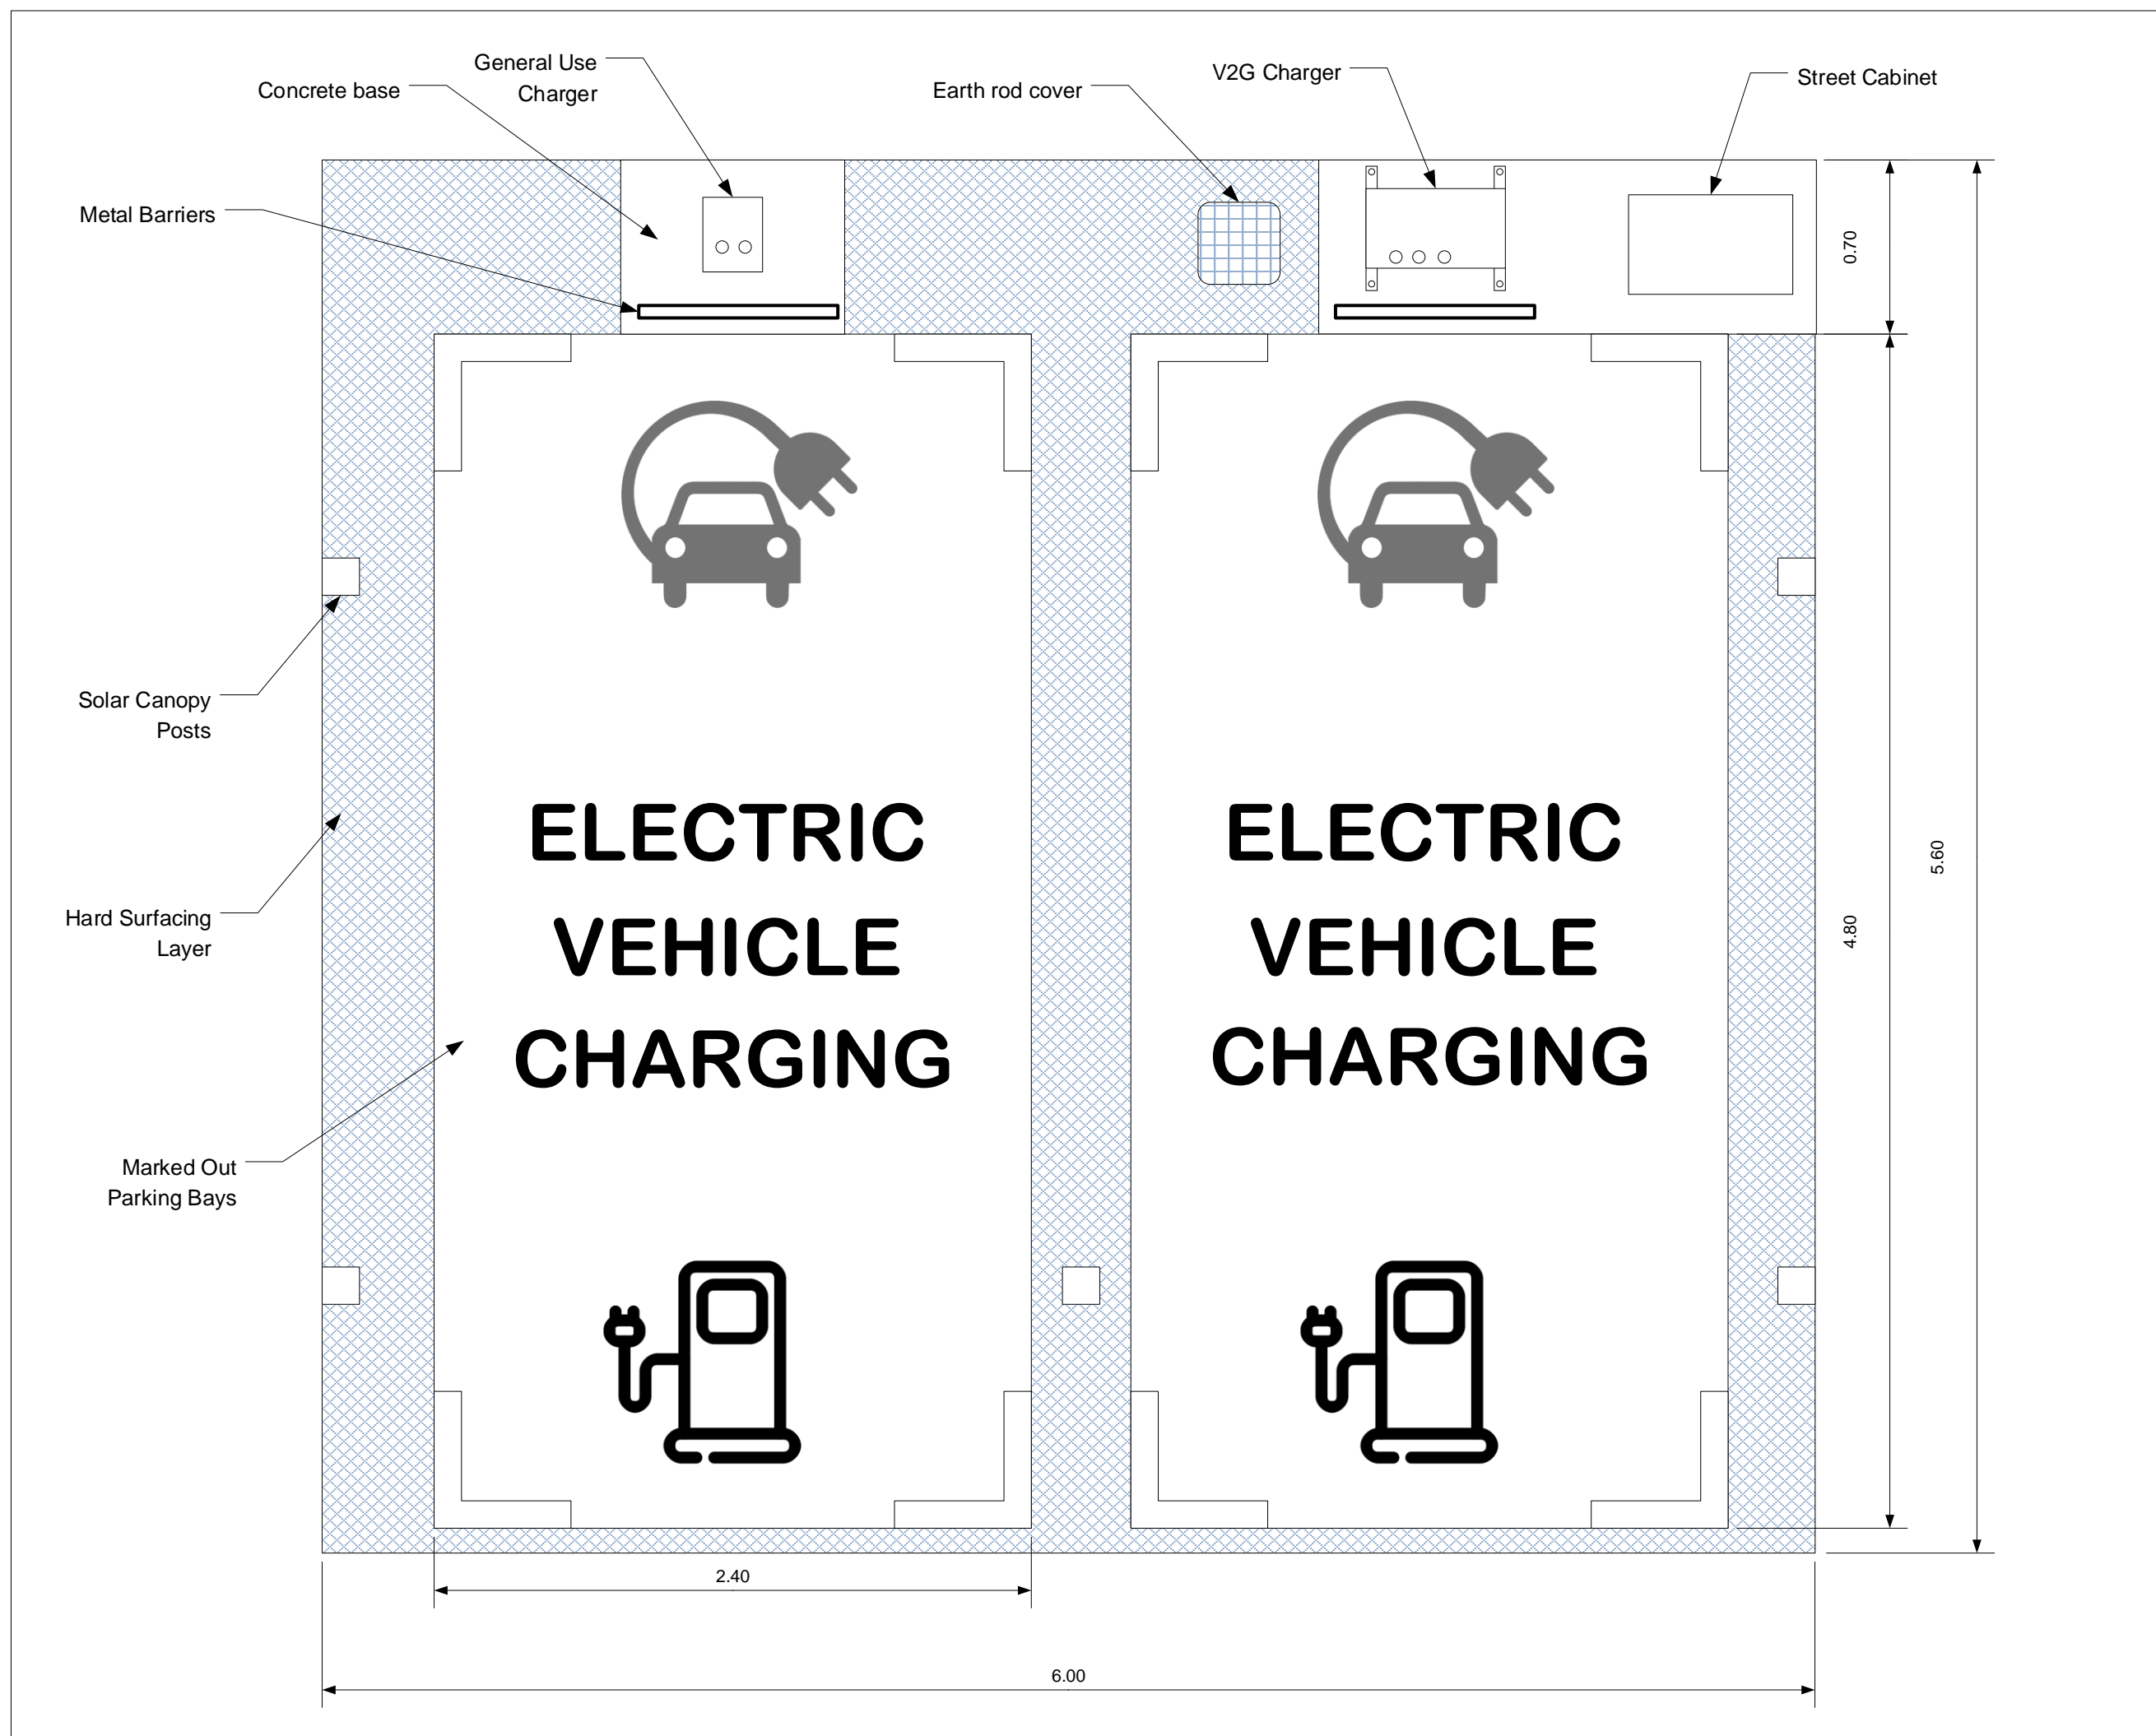 General Use
Charger
Concrete base
Earth rod cover
V2G Charger
Street Cabinet
Metal Barriers
0.70
Solar Canopy
Posts
Hard Surfacing
Layer
Marked Out
Parking Bays
ELECTRIC
VEHICLE
CHARGING
ELECTRIC
VEHICLE
CHARGING
5.60
4.80
2.40
6.00